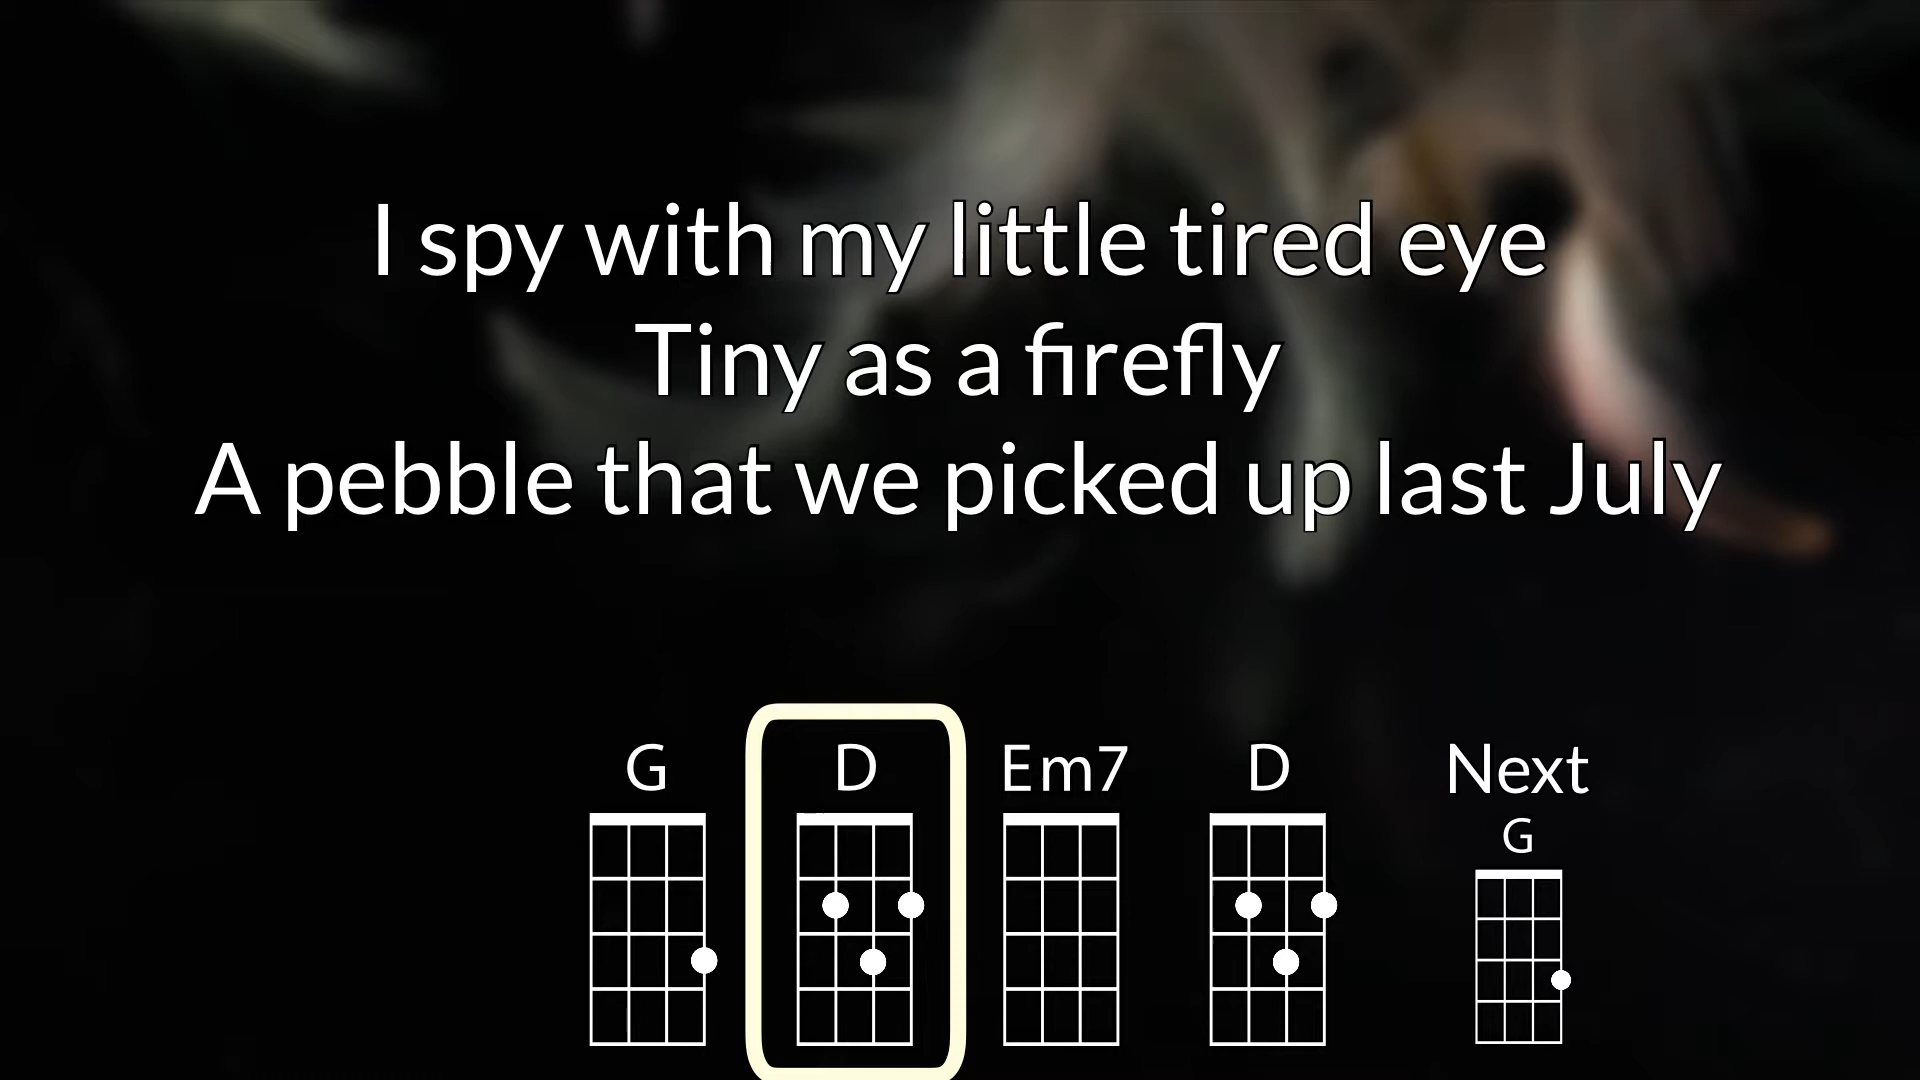 I spy with my little tired eye
Tiny as a firefly
A pebble that we picked up last July
G D Em7 D Next
G